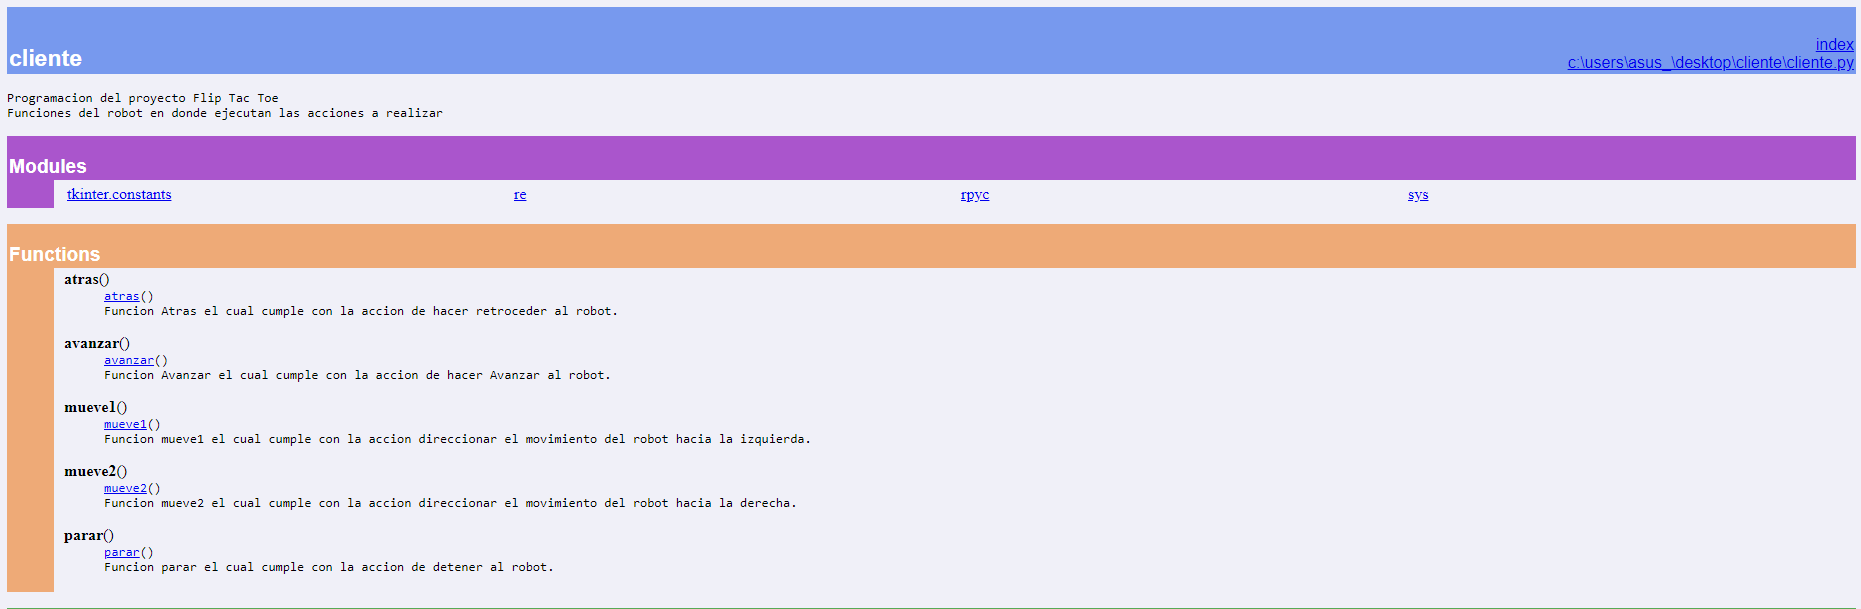 cliente
index
c:\users\asus_\desktop\cliente\cliente.py
Programacion del proyecto Flip Tac Toe
Funciones del robot en donde ejecutan las acciones a realizar
Modules
tkinter.constants re rpyc sys
Functions
atras()
atras()
Funcion Atras el cual cumple con la accion de hacer retroceder al robot.
avanzar()
avanzar()
Funcion Avanzar el cual cumple con la accion de hacer Avanzar al robot.
mueve1()
mueve1()
Funcion mueve1 el cual cumple con la accion direccionar el movimiento del robot hacia la izquierda.
mueve2()
mueve2()
Funcion mueve2 el cual cumple con la accion direccionar el movimiento del robot hacia la derecha.
parar()
parar()
Funcion parar el cual cumple con la accion de detener al robot.